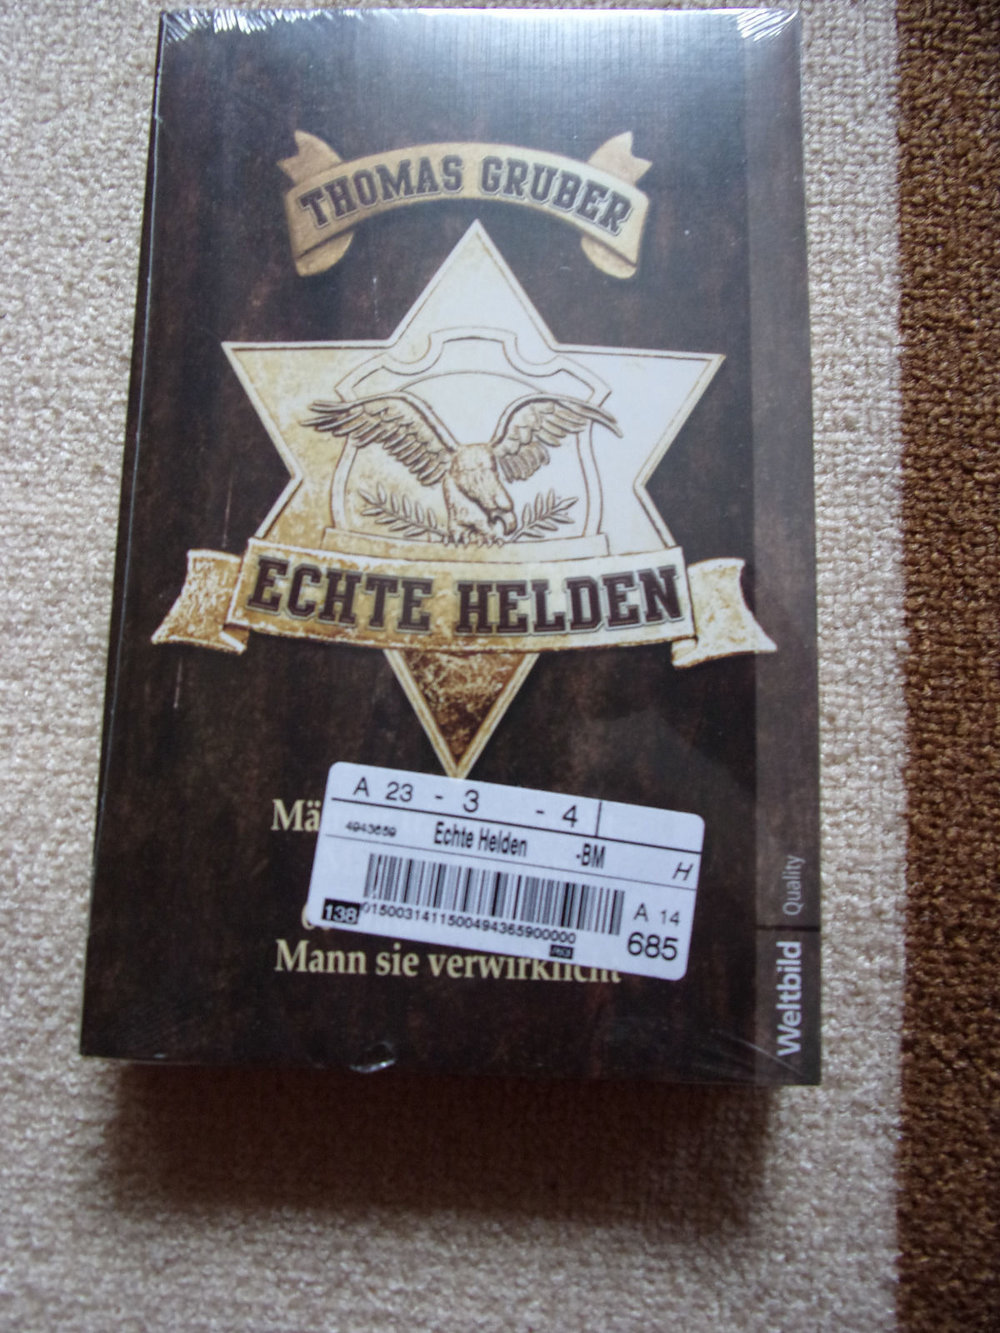 THOMAS GRUBER
ECHTE HELDEN
Mä
A 23 - 3 - 4
4943659 Echte Helden -BM H
138 01500314115004943659000000
A 14
685
Mann sie verwirklicht
Weltbild Quality